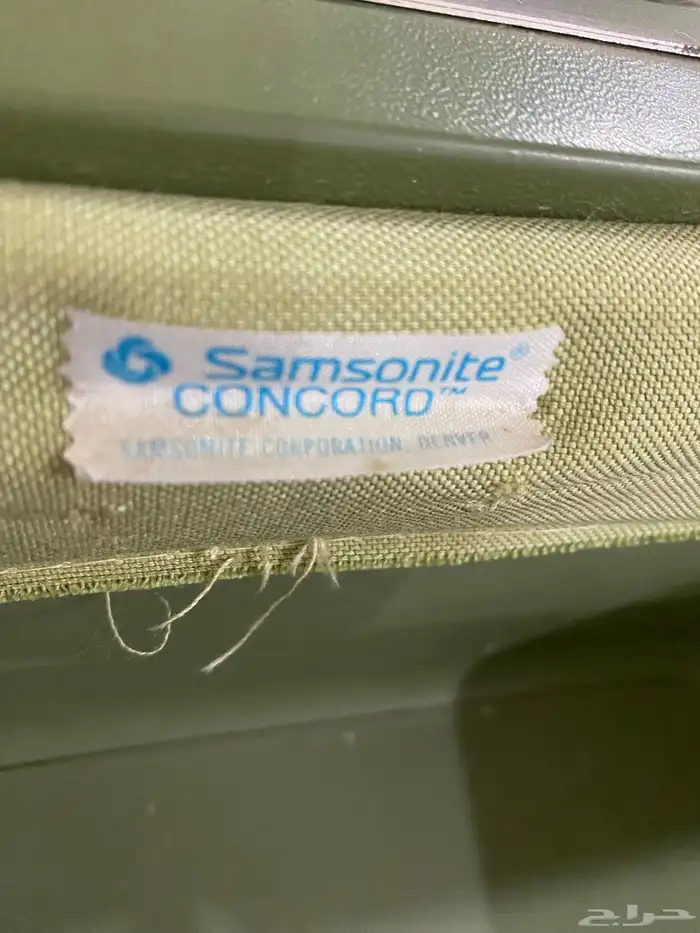 Samsonite®
CONCORD™
SAMSONITE CORPORATION, DENVER
حراج